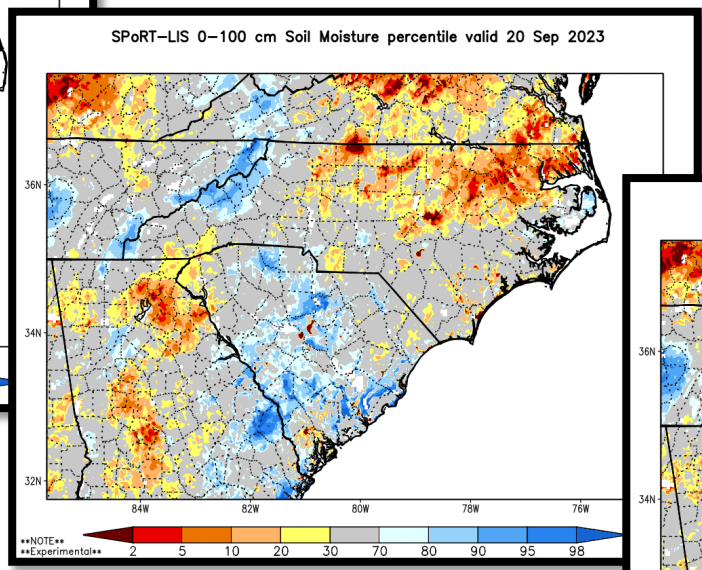 SPoRT-LIS 0-100 cm Soil Moisture percentile valid 20 Sep 2023
36N
34N
32N
84W 82W 80W 78W 76W
**NOTE**
**Experimental**
2 5 10 20 30 70 80 90 95 98
36N
34N